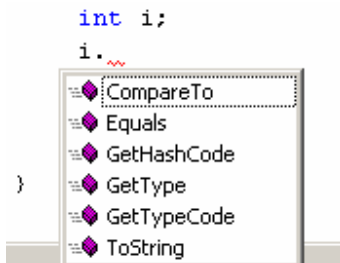 int i;
i.
CompareTo
Equals
GetHashCode
}
GetType
GetTypeCode
ToString